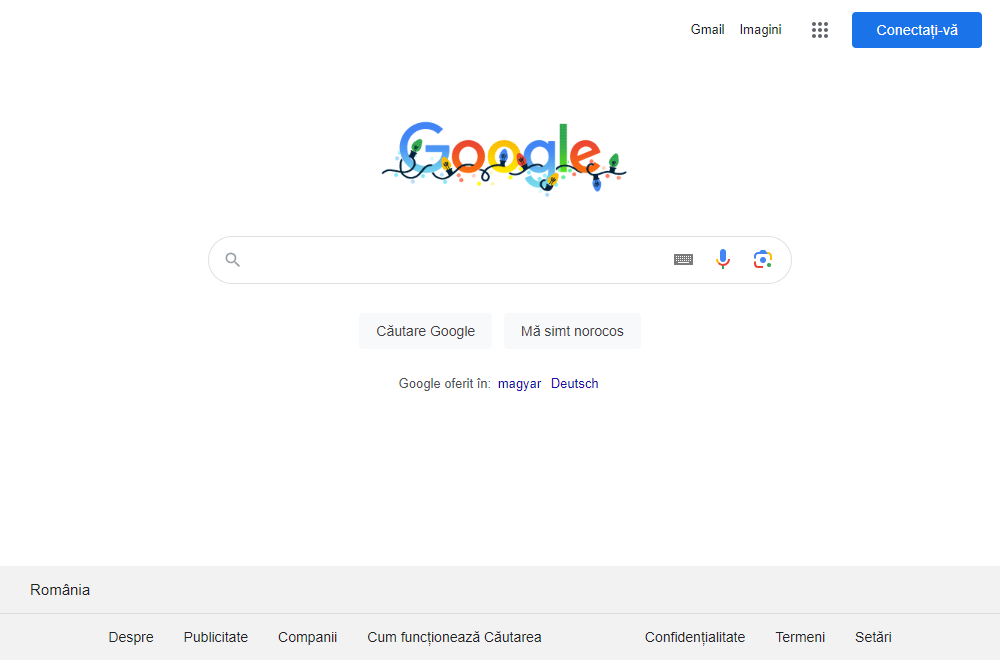 Gmail Imagini Conectați-vă
Google
Căutare Google Mă simt norocos
Google oferit în: magyar Deutsch
România
Despre Publicitate Companii Cum funcționează Căutarea Confidențialitate Termeni Setări